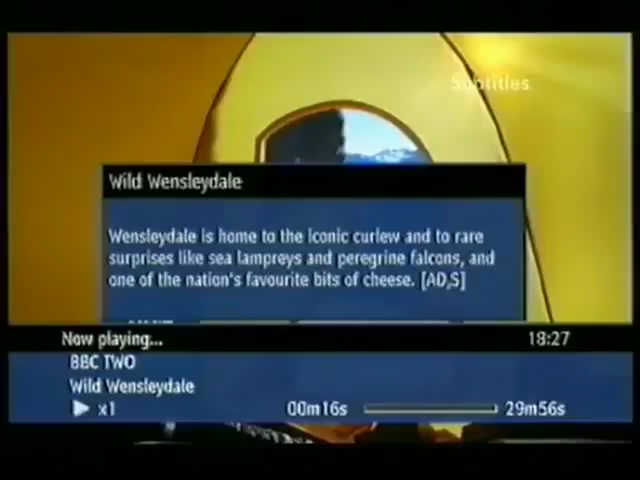 Subtitles
Wild Wensleydale
Wensleydale is home to the iconic curlew and to rare
surprises like sea lampreys and peregrine falcons, and
one of the nation's favourite bits of cheese. [AD,S]
Now playing... 18:27
BBC TWO
Wild Wensleydale
x1 00m16s 29m56s